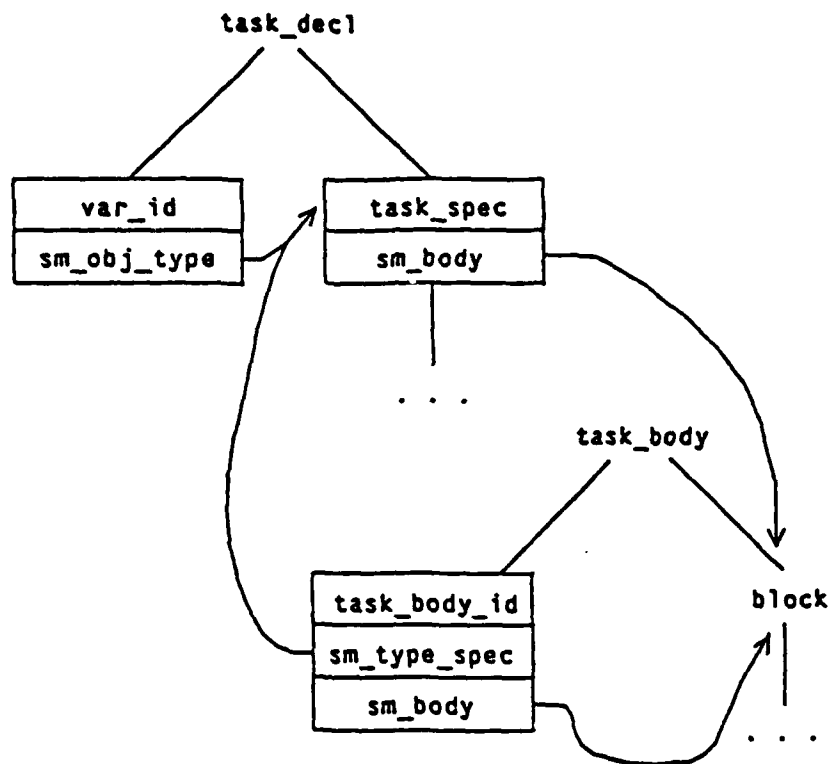 task_decl
var_id
task_spec
sm_obj_type
sm_body
. . .
task_body
task_body_id
block
sm_type_spec
sm_body
. . .